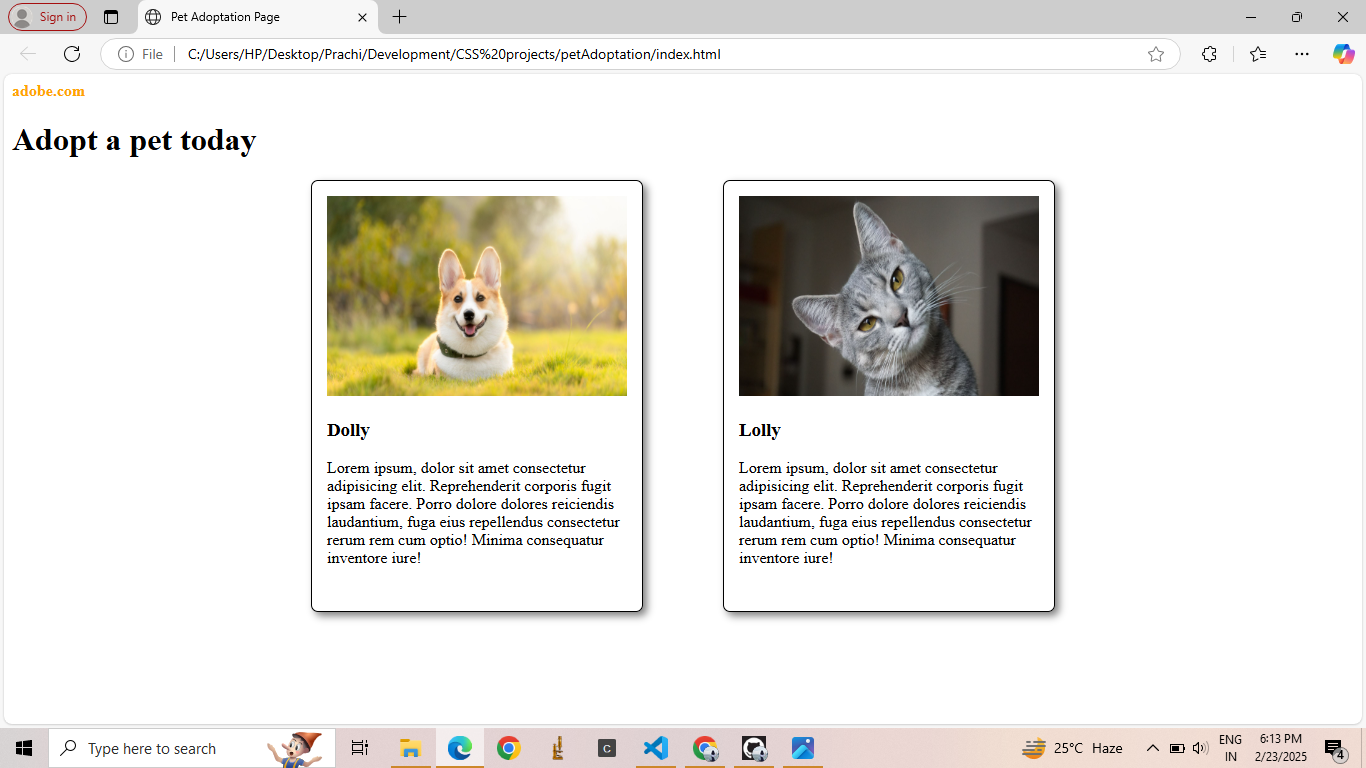 Sign in
Pet Adoptation Page
File
C:/Users/HP/Desktop/Prachi/Development/CSS%20projects/petAdoptation/index.html
adobe.com
Adopt a pet today
Dolly
Lorem ipsum, dolor sit amet consectetur
adipisicing elit. Reprehenderit corporis fugit
ipsam facere. Porro dolore dolores reiciendis
laudantium, fuga eius repellendus consectetur
rerum rem cum optio! Minima consequatur
inventore iure!
Lolly
Lorem ipsum, dolor sit amet consectetur
adipisicing elit. Reprehenderit corporis fugit
ipsam facere. Porro dolore dolores reiciendis
laudantium, fuga eius repellendus consectetur
rerum rem cum optio! Minima consequatur
inventore iure!
Type here to search
C
25°C Haze
ENG
IN
6:13 PM
2/23/2025
4